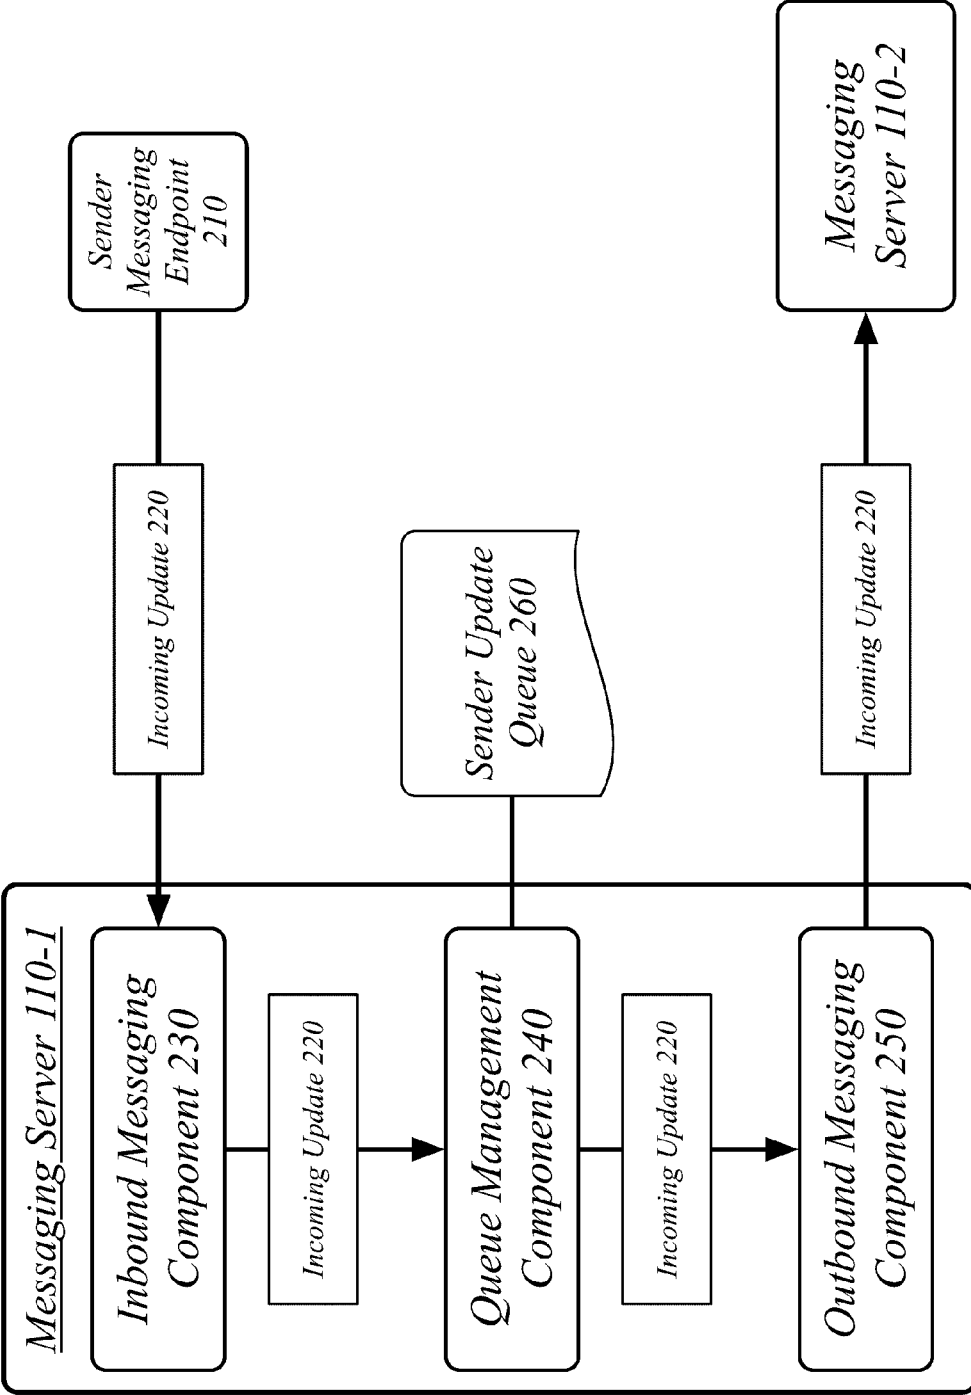 Messaging Server 110-1
Inbound Messaging
Component 230
Incoming Update 220
Sender
Messaging
Endpoint
210
Incoming Update 220
Queue Management
Component 240
Sender Update
Queue 260
Incoming Update 220
Outbound Messaging
Component 250
Incoming Update 220
Messaging
Server 110-2